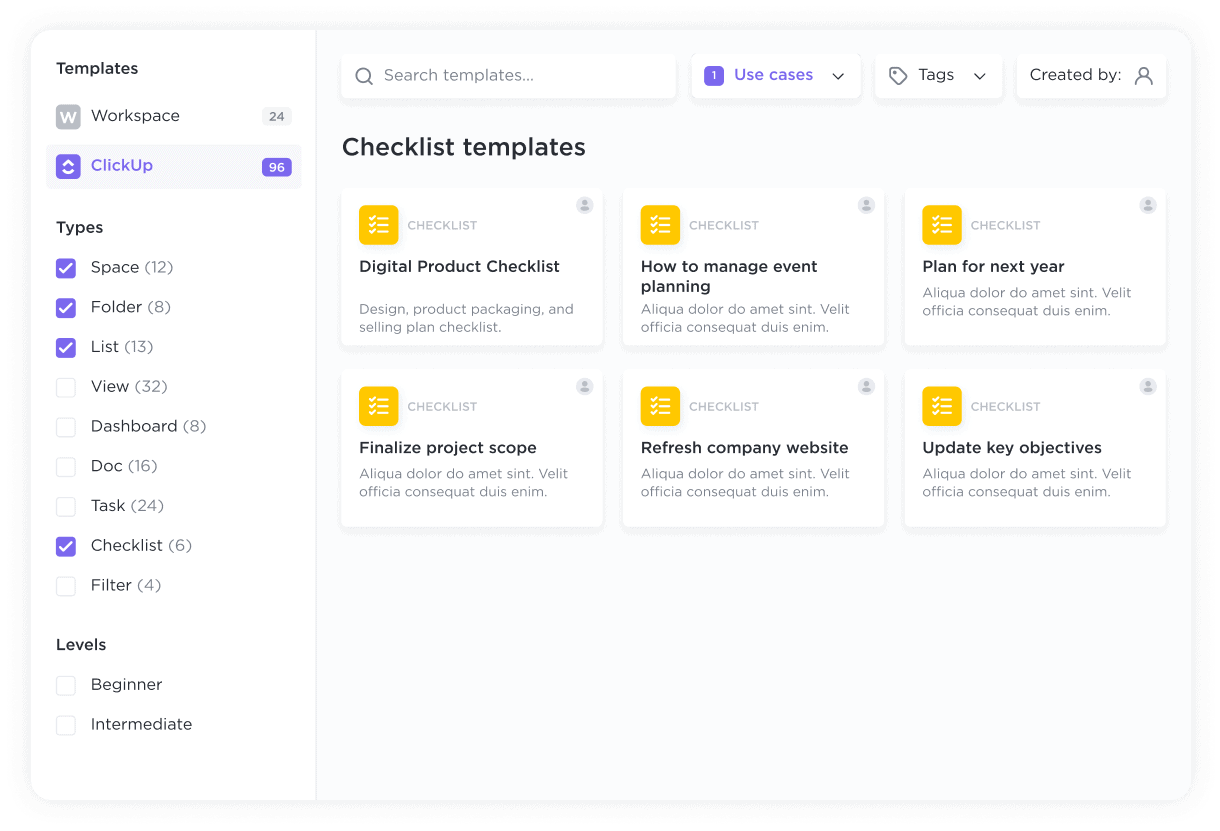 Templates
W Workspace 24
ClickUp 96
Types
Space (12)
Folder (8)
List (13)
View (32)
Dashboard (8)
Doc (16)
Task (24)
Checklist (6)
Filter (4)
Levels
Beginner
Intermediate
Search templates...
1 Use cases
Tags
Created by:
Checklist templates
CHECKLIST
Digital Product Checklist
Design, product packaging, and
selling plan checklist.
CHECKLIST
How to manage event
planning
Aliqua dolor do amet sint. Velit
officia consequat duis enim.
CHECKLIST
Plan for next year
Aliqua dolor do amet sint. Velit
officia consequat duis enim.
CHECKLIST
Finalize project scope
Aliqua dolor do amet sint. Velit
officia consequat duis enim.
CHECKLIST
Refresh company website
Aliqua dolor do amet sint. Velit
officia consequat duis enim.
CHECKLIST
Update key objectives
Aliqua dolor do amet sint. Velit
officia consequat duis enim.